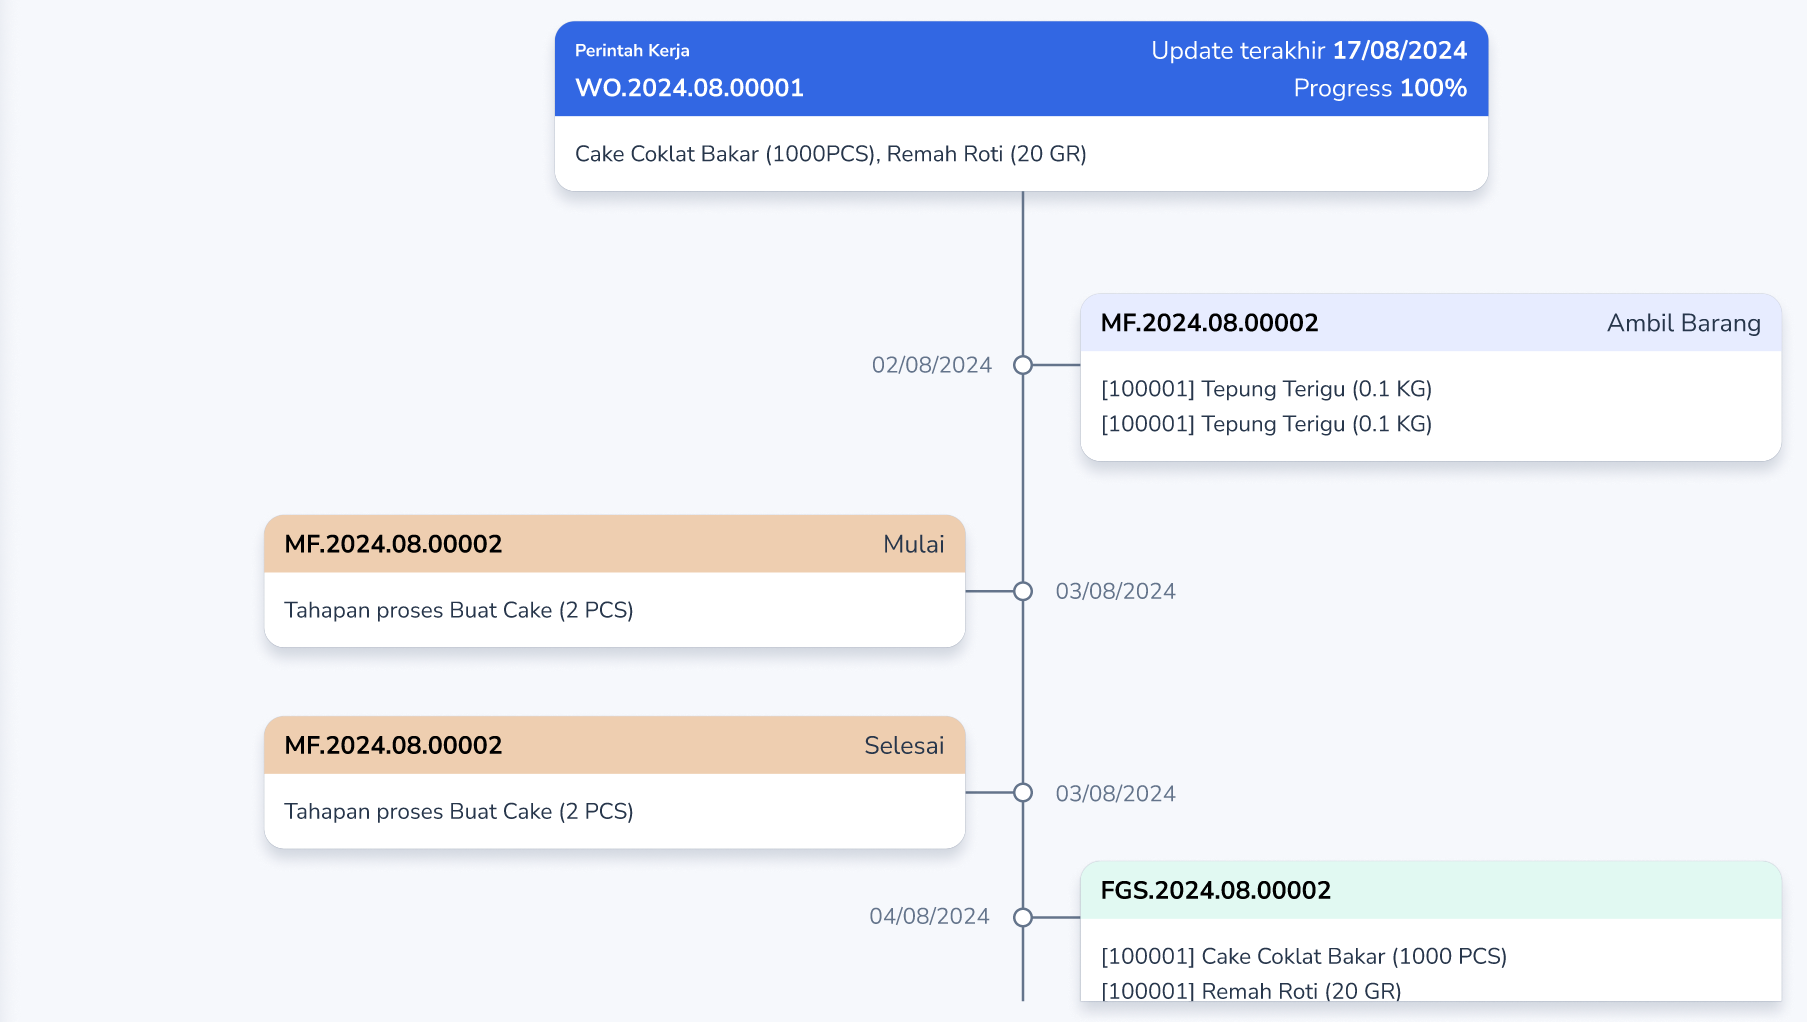 Perintah Kerja
Update terakhir 17/08/2024
WO.2024.08.00001
Progress 100%
Cake Coklat Bakar (1000PCS), Remah Roti (20 GR)
MF.2024.08.00002
Ambil Barang
02/08/2024
[100001] Tepung Terigu (0.1 KG)
[100001] Tepung Terigu (0.1 KG)
MF.2024.08.00002
Mulai
03/08/2024
Tahapan proses Buat Cake (2 PCS)
MF.2024.08.00002
Selesai
03/08/2024
Tahapan proses Buat Cake (2 PCS)
FGS.2024.08.00002
04/08/2024
[100001] Cake Coklat Bakar (1000 PCS)
[100001] Remah Roti (20 GR)